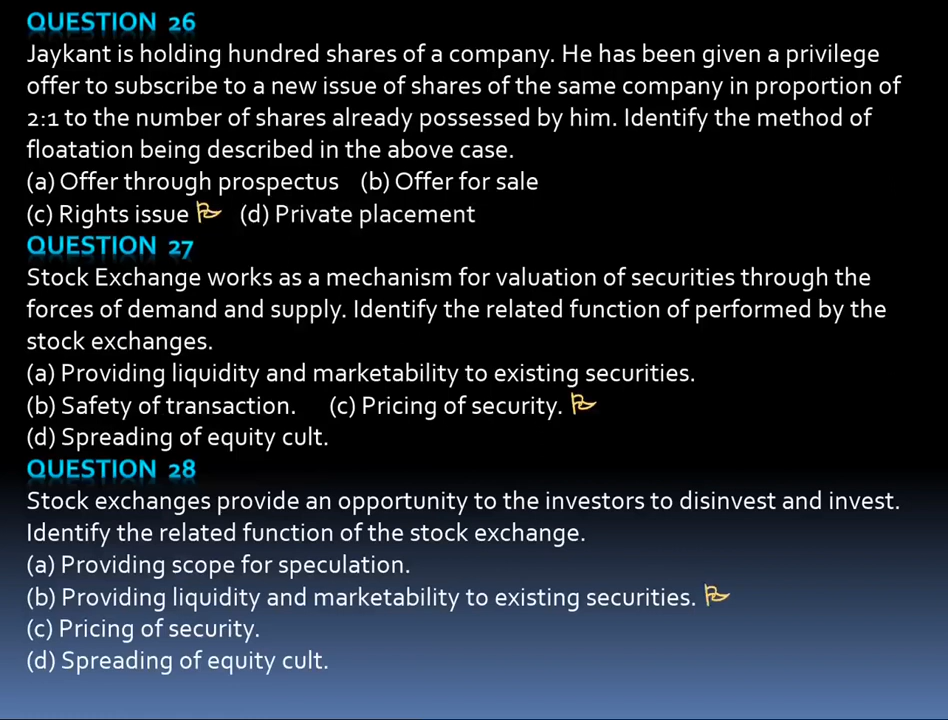 QUESTION 26
Jaykant is holding hundred shares of a company. He has been given a privilege
offer to subscribe to a new issue of shares of the same company in proportion of
2:1 to the number of shares already possessed by him. Identify the method of
floatation being described in the above case.
(a) Offer through prospectus (b) Offer for sale
(c) Rights issue (d) Private placement
QUESTION 27
Stock Exchange works as a mechanism for valuation of securities through the
forces of demand and supply. Identify the related function of performed by the
stock exchanges.
(a) Providing liquidity and marketability to existing securities.
(b) Safety of transaction. (c) Pricing of security.
(d) Spreading of equity cult.
QUESTION 28
Stock exchanges provide an opportunity to the investors to disinvest and invest.
Identify the related function of the stock exchange.
(a) Providing scope for speculation.
(b) Providing liquidity and marketability to existing securities.
(c) Pricing of security.
(d) Spreading of equity cult.